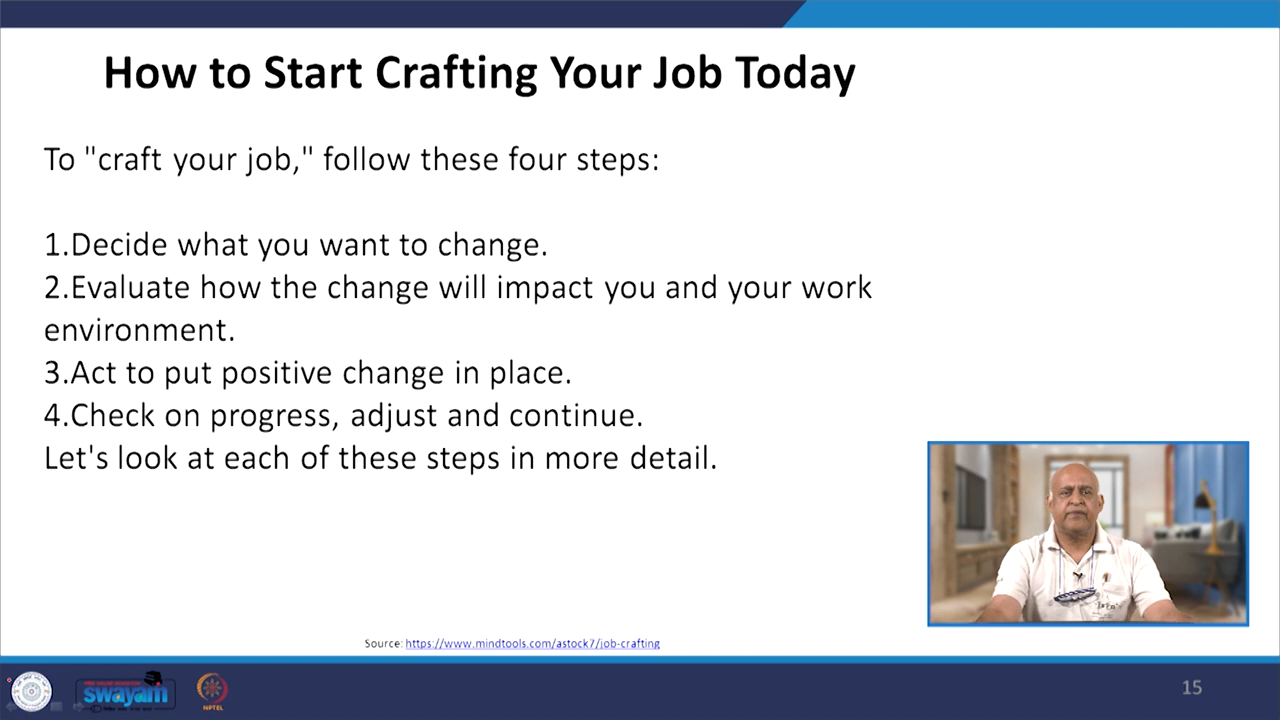 How to Start Crafting Your Job Today
To "craft your job," follow these four steps:
1.Decide what you want to change.
2.Evaluate how the change will impact you and your work
environment.
3.Act to put positive change in place.
4.Check on progress, adjust and continue.
Let's look at each of these steps in more detail.
Source: https://www.mindtools.com/astock7/job-crafting
swayam
NPTEL
15